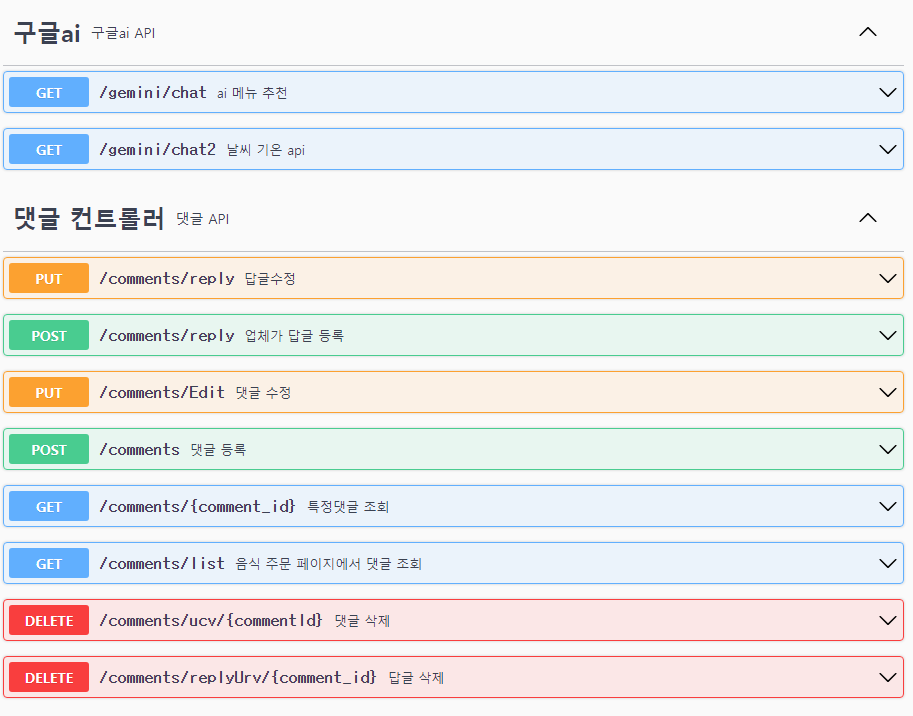 구글ai 구글ai API
GET /gemini/chat ai 메뉴 추천
GET /gemini/chat2 날씨 기온 api
댓글 컨트롤러 댓글 API
PUT /comments/reply 답글수정
POST /comments/reply 업체가 답글 등록
PUT /comments/Edit 댓글 수정
POST /comments 댓글 등록
GET /comments/{comment_id} 특정댓글 조회
GET /comments/list 음식 주문 페이지에서 댓글 조회
DELETE /comments/ucv/{commentId} 댓글 삭제
DELETE /comments/replyUrv/{comment_id} 답글 삭제